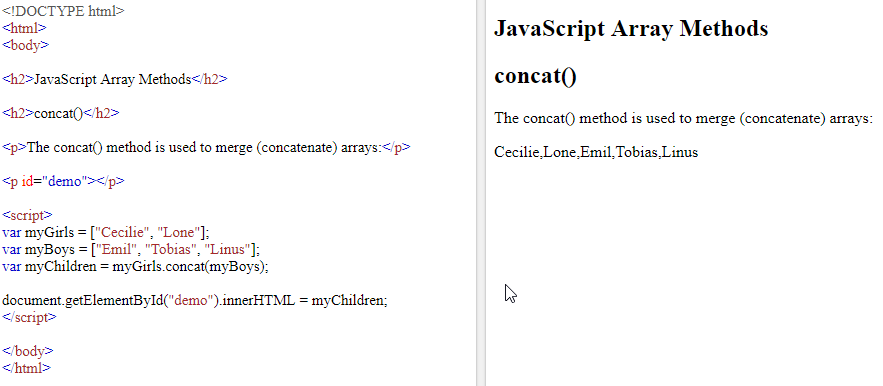 <!DOCTYPE html>
<html>
<body>
<h2>JavaScript Array Methods</h2>
<h2>concat()</h2>
<p>The concat() method is used to merge (concatenate) arrays:</p>
<p id="demo"></p>
<script>
var myGirls = ["Cecilie", "Lone"];
var myBoys = ["Emil", "Tobias", "Linus"];
var myChildren = myGirls.concat(myBoys);
document.getElementById("demo").innerHTML = myChildren;
</script>
</body>
</html>
JavaScript Array Methods
concat()
The concat() method is used to merge (concatenate) arrays:
Cecilie,Lone,Emil,Tobias,Linus